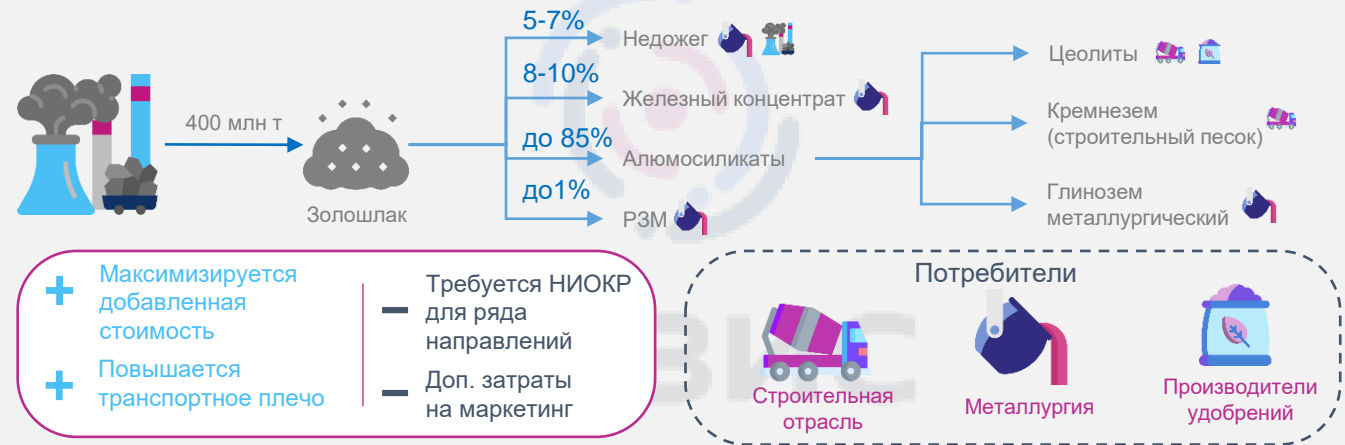 400 млн т
Золошлак
5-7%
Недожег
8-10%
Железный концентрат
до 85%
Алюмосиликаты
до1%
РЗМ
Цеолиты
Кремнезем
(строительный песок)
Глинозем
металлургический
+ Максимизируется
добавленная
стоимость
+ Повышается
транспортное плечо
– Требуется НИОКР
для ряда
направлений
– Доп. затраты
на маркетинг
Потребители
Строительная
отрасль
Металлургия
Производители
удобрений